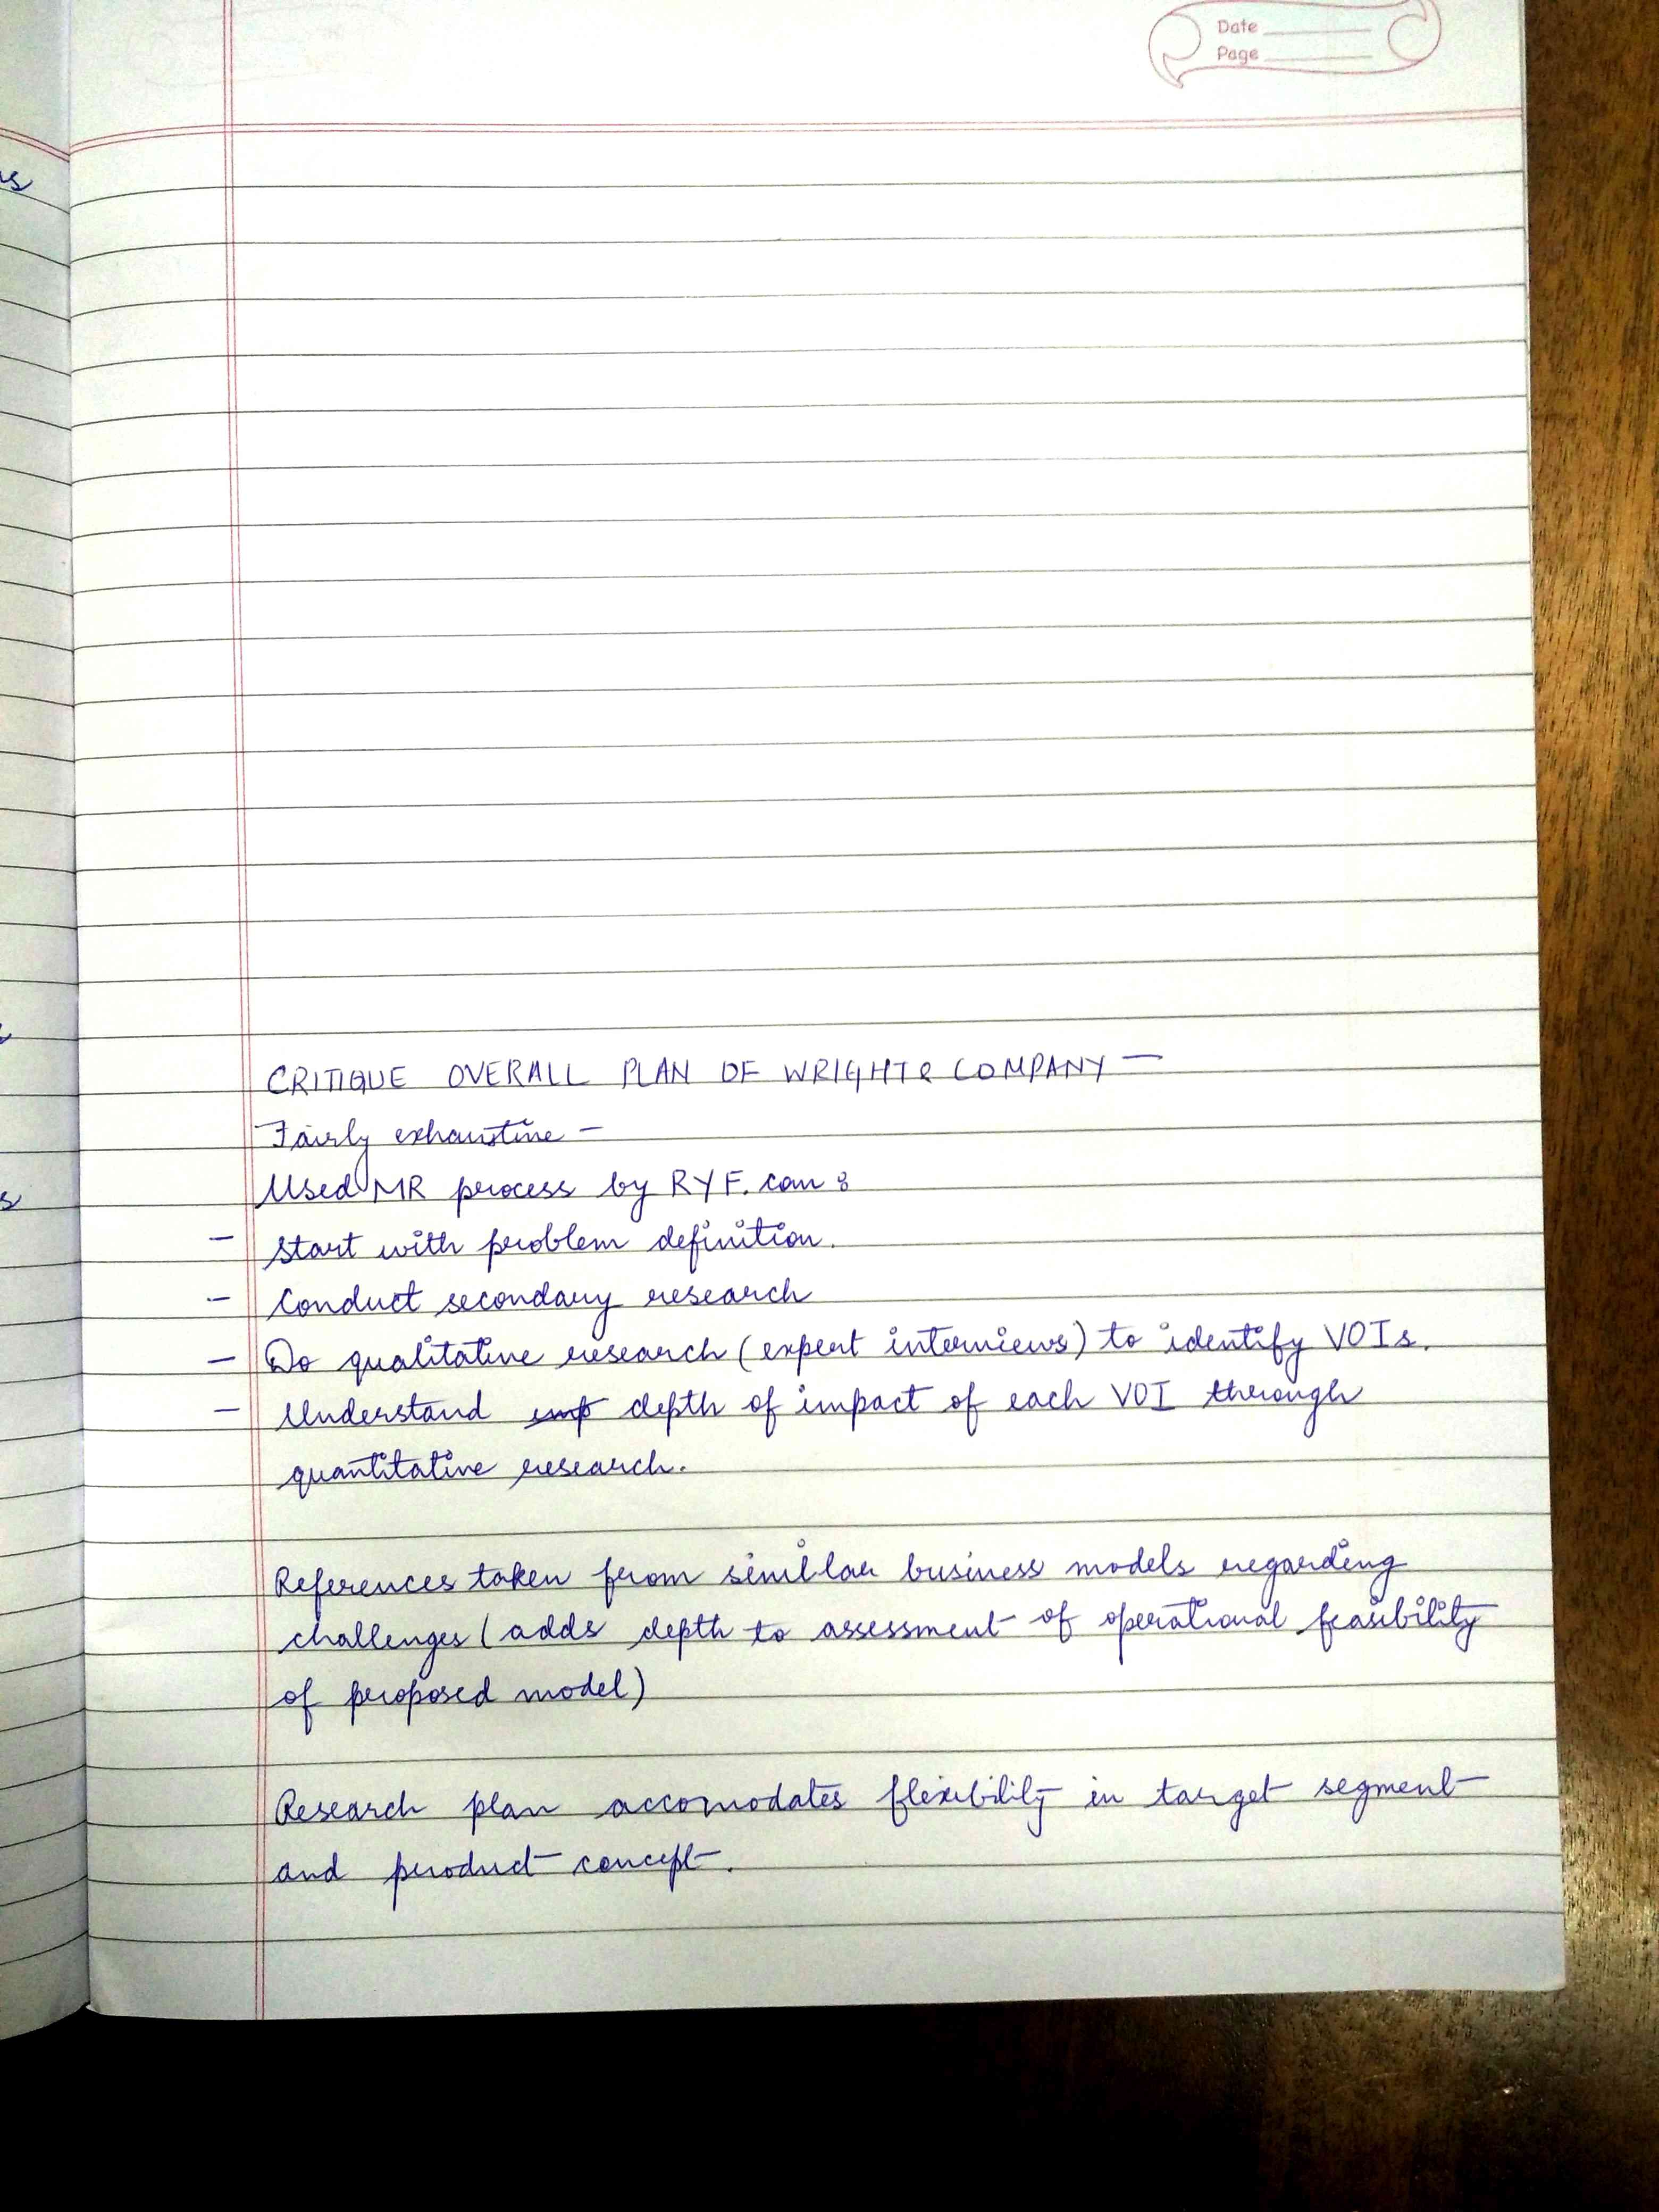 Date
Page
CRITIQUE OVERALL PLAN OF WRIGHT & COMPANY —
Fairly exhaustive —
Used MR process by RYF.com :
- Start with problem definition.
- Conduct secondary research
- Do qualitative research (expert interviews) to identify VOIs.
- Understand depth of impact of each VOI through
quantitative research.
References taken from similar business models regarding
challenges (adds depth to assessment of operational feasibility
of proposed model)
Research plan accomodates flexibility in target segment
and product concept.